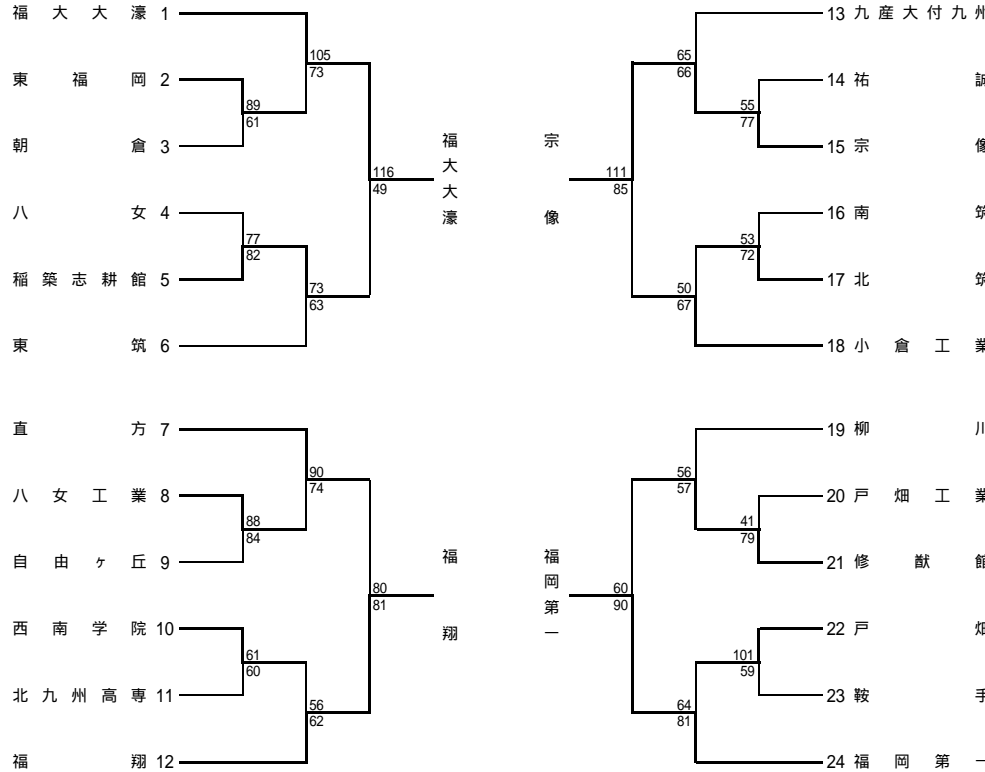 福大大濠 1
105
73
東福岡 2
89
61
朝倉 3
116
49
福大大濠
八女 4
77
82
稲築志耕館 5
73
63
東筑 6
直方 7
90
74
八女工業 8
88
84
自由ヶ丘 9
80
81
福翔
西南学院 10
61
60
北九州高専 11
56
62
福翔 12
13 九産大付九州
65
66
14 祐誠
55
77
15 宗像
宗像
111
85
16 南筑
53
72
17 北筑
50
67
18 小倉工業
19 柳川
56
57
20 戸畑工業
41
79
21 修猷館
福岡第一
60
90
22 戸畑
101
59
23 鞍手
64
81
24 福岡第一